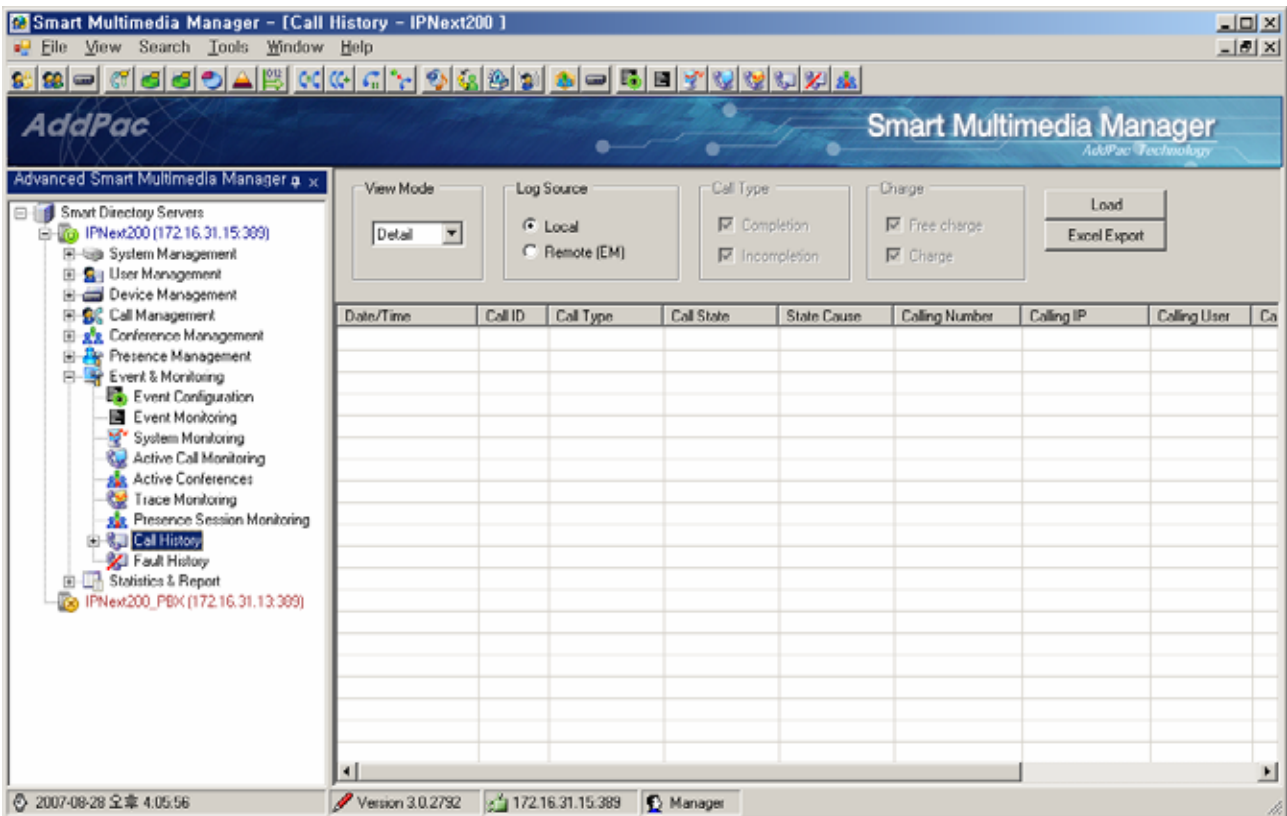 Smart Multimedia Manager - [Call History - IPNext200 ]
File View Search Tools Window Help
AddPac
Smart Multimedia Manager
AddPac Technology
Advanced Smart Multimedia Manager
Smart Directory Servers
IPNext200 (172.16.31.15:389)
System Management
User Management
Device Management
Call Management
Conference Management
Presence Management
Event & Monitoring
Event Configuration
Event Monitoring
System Monitoring
Active Call Monitoring
Active Conferences
Trace Monitoring
Presence Session Monitoring
Call History
Fault History
Statistics & Report
IPNext200_PBX (172.16.31.13:389)
View Mode
Detail
Log Source
Local
Remote (EM)
Call Type
Completion
Incompletion
Charge
Free charge
Charge
Load
Excel Export
Date/Time Call ID Call Type Call State State Cause Calling Number Calling IP Calling User Ca
2007-08-28 오후 4:05:56 Version 3.0.2792 172.16.31.15:389 Manager